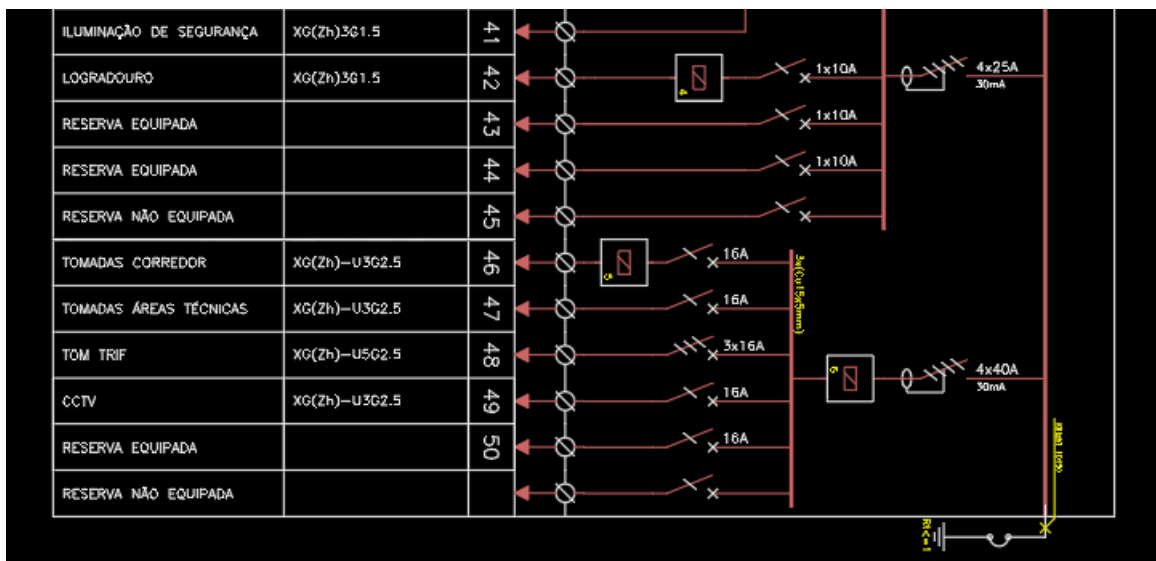 ILUMINAÇÃO DE SEGURANÇA XG(Zh)3G1.5 41
LOGRADOURO XG(Zh)3G1.5 42 4 1x10A 4x25A
30mA
RESERVA EQUIPADA 43 1x10A
RESERVA EQUIPADA 44 1x10A
RESERVA NÃO EQUIPADA 45
TOMADAS CORREDOR XG(Zh)-U3G2.5 46 16A
TOMADAS ÁREAS TÉCNICAS XG(Zh)-U3G2.5 47 16A
TOM TRIF XG(Zh)-U5G2.5 48 3x16A
4x40A
30mA
CCTV XG(Zh)-U3G2.5 49 16A
RESERVA EQUIPADA 50 16A
RESERVA NÃO EQUIPADA